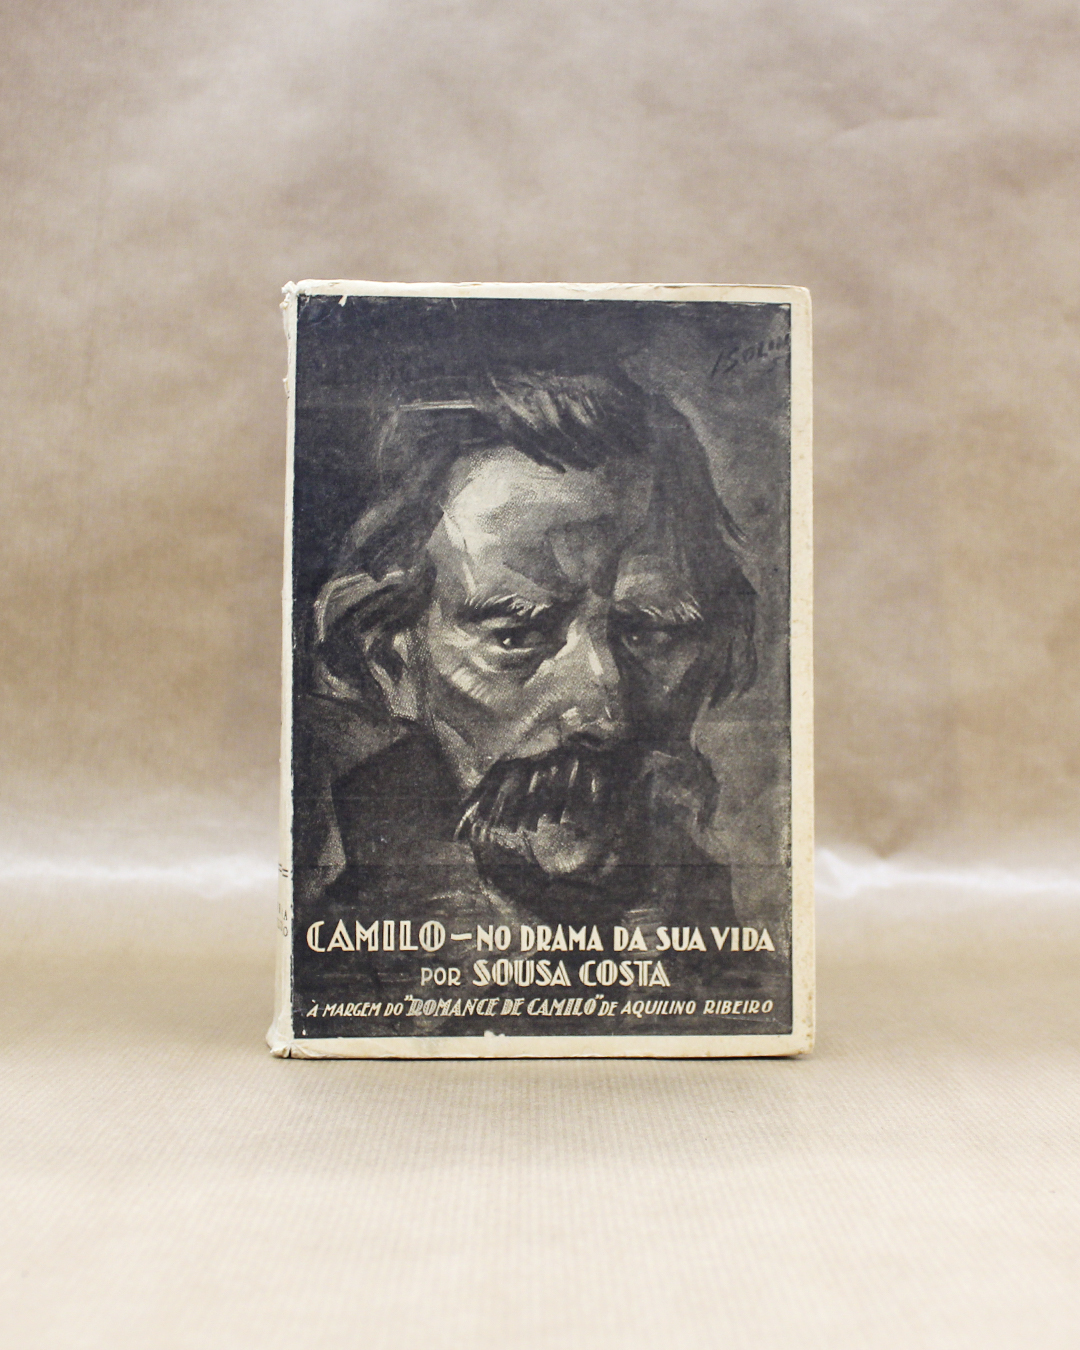 CAMILO — NO DRAMA DA SUA VIDA
POR SOUSA COSTA
À MARGEM DO "ROMANCE DE CAMILO" DE AQUILINO RIBEIRO